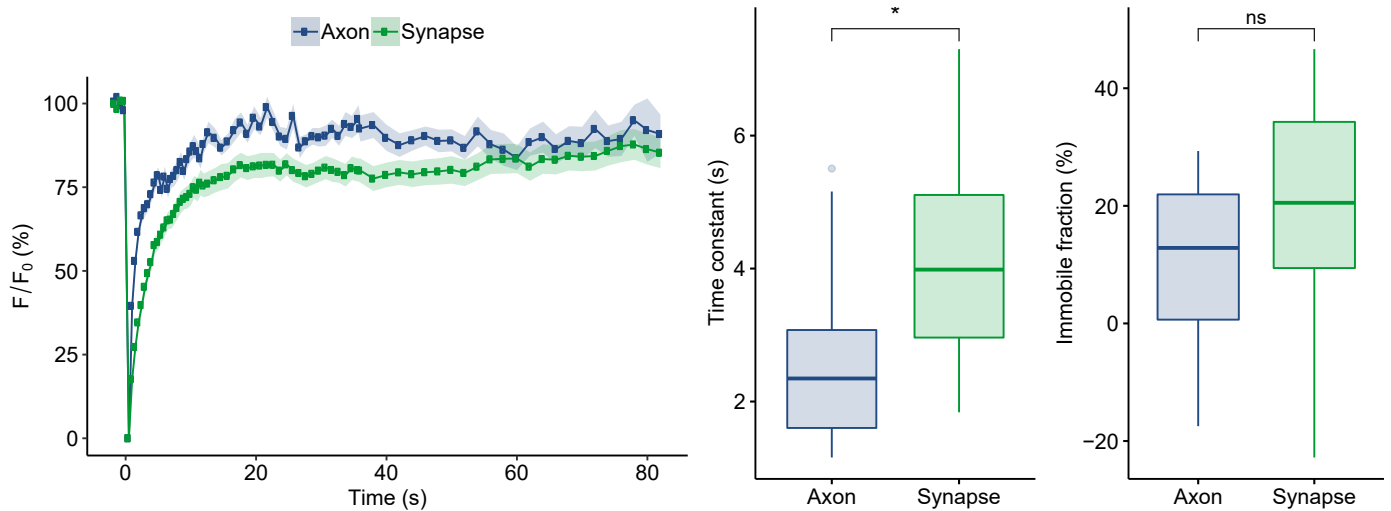 Axon Synapse
F / F₀ (%)
100
75
50
25
0
0 20 40 60 80
Time (s)
*
Time constant (s)
6
4
2
Axon Synapse
ns
Immobile fraction (%)
40
20
0
−20
Axon Synapse